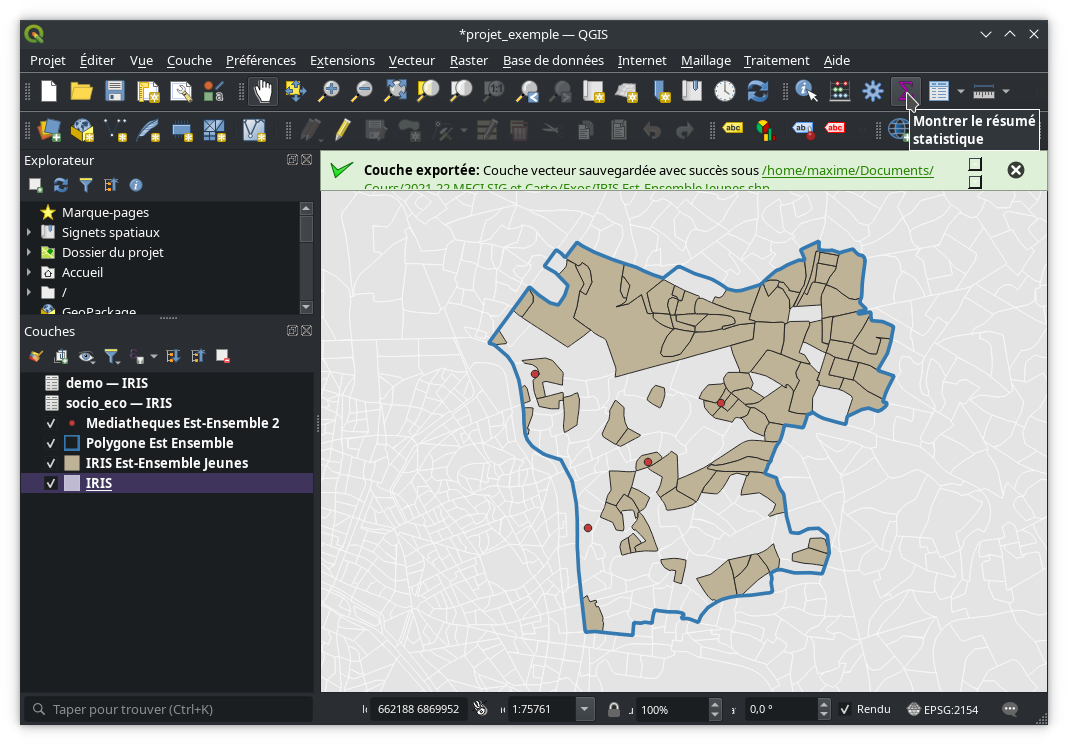 *projet_exemple — QGIS
Projet Éditer Vue Couche Préférences Extensions Vecteur Raster Base de données Internet Maillage Traitement Aide
abc abc abc
Montrer le résumé
statistique
Explorateur
Couche exportée: Couche vecteur sauvegardée avec succès sous /home/maxime/Documents/
Cours/2021-22 MECI SIG et Carto/Exos/IRIS Est-Ensemble Jeunes.shp
Marque-pages
Signets spatiaux
Dossier du projet
Accueil
/
GeoPackage
Couches
demo — IRIS
socio_eco — IRIS
Mediatheques Est-Ensemble 2
Polygone Est Ensemble
IRIS Est-Ensemble Jeunes
IRIS
Taper pour trouver (Ctrl+K)
662188 6869952
1:75761
100%
0,0 °
Rendu
EPSG:2154